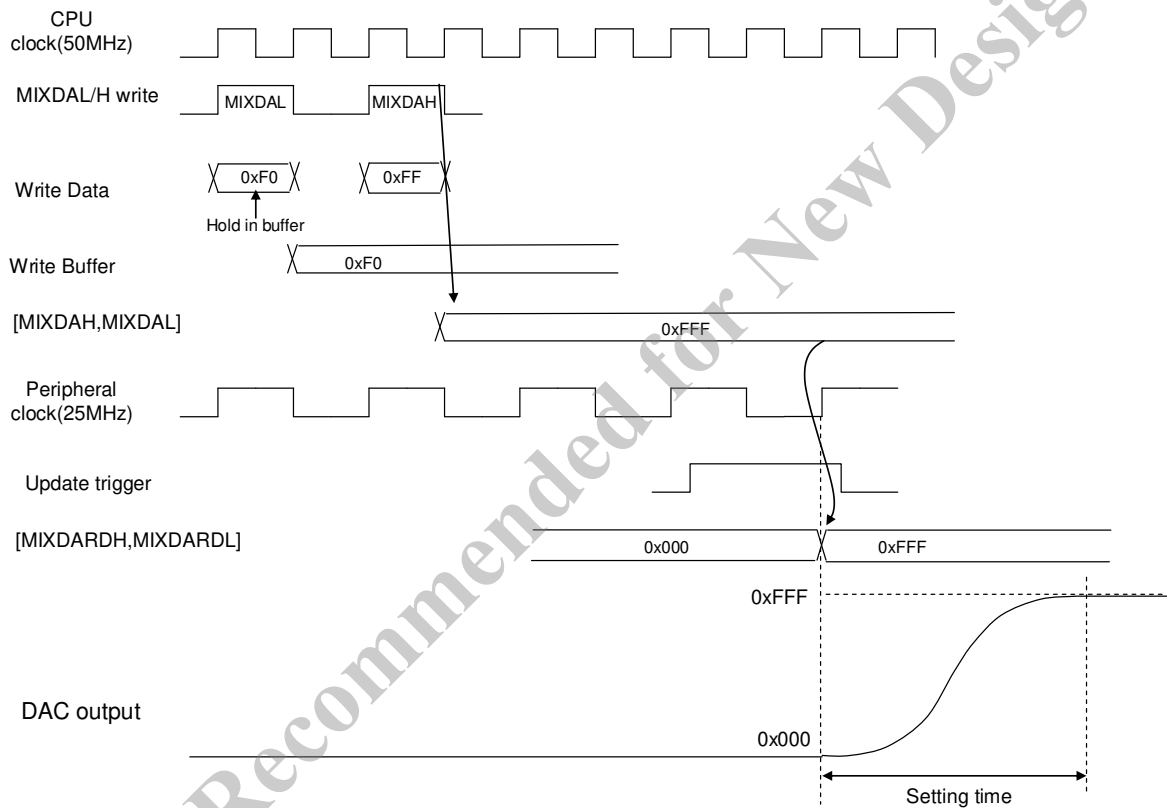 CPU
clock(50MHz)
MIXDAL/H write
MIXDAL
MIXDAH
Write Data
0xF0
0xFF
Hold in buffer
Write Buffer
0xF0
[MIXDAH,MIXDAL]
0xFFF
Peripheral
clock(25MHz)
Update trigger
[MIXDARDH,MIXDARDL]
0x000
0xFFF
0xFFF
DAC output
0x000
Setting time
Recommended for New Desig